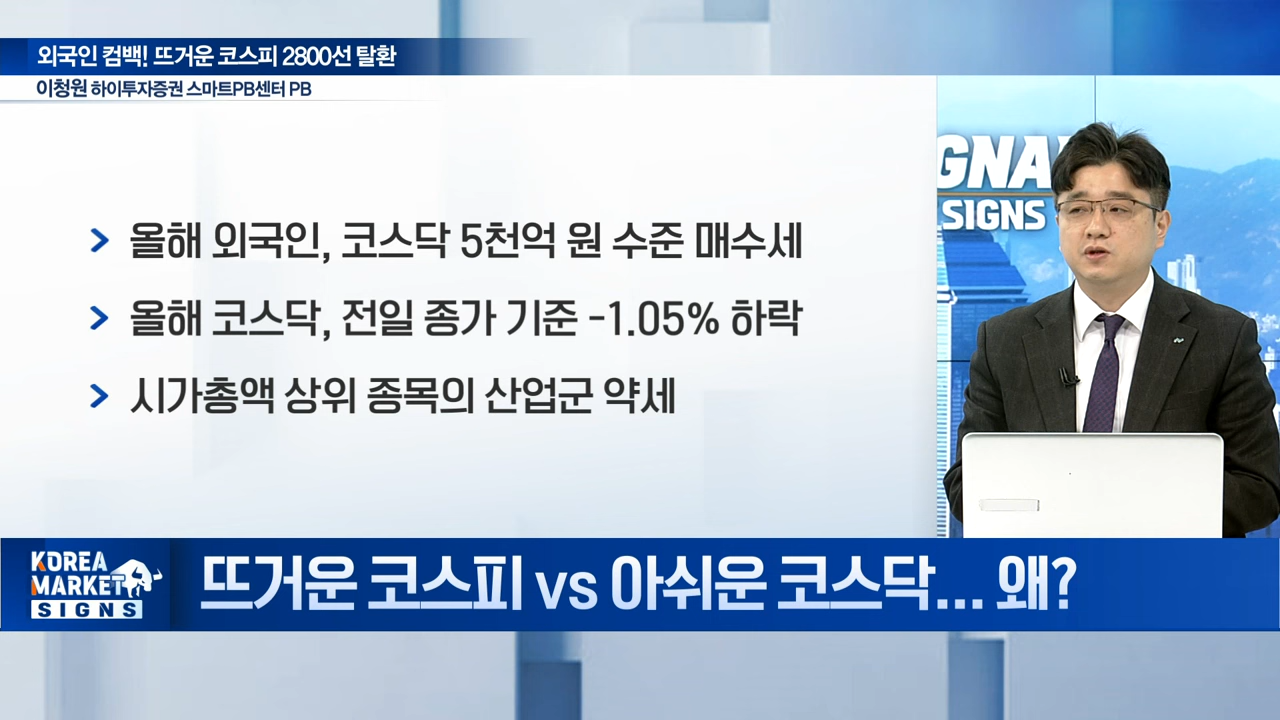 외국인 컴백! 뜨거운 코스피 2800선 탈환
이청원 하이투자증권 스마트PB센터 PB
GNA
SIGNS
올해 외국인, 코스닥 5천억 원 수준 매수세
올해 코스닥, 전일 종가 기준 -1.05% 하락
시가총액 상위 종목의 산업군 약세
KOREA
MARKET
SIGNS
뜨거운 코스피 vs 아쉬운 코스닥... 왜?